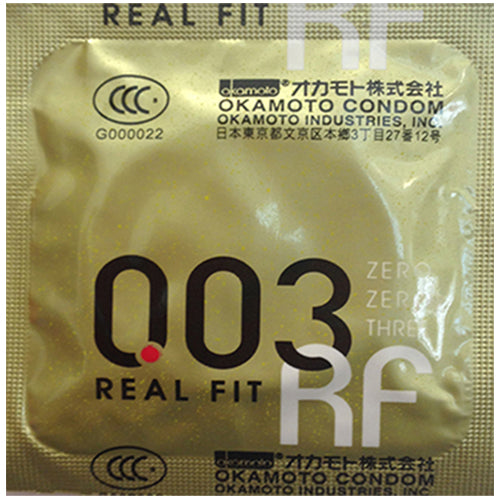 REAL FIT
RF
CCC
G000022
okamoto® オカモト株式会社
OKAMOTO CONDOM
OKAMOTO INDUSTRIES, INC.
日本東京都文京区本郷3丁目27番12号
0.03
ZERO
ZERO
THREE
REAL FIT
RF
CCC
okamoto® オカモト株式会社
OKAMOTO CONDOM
OKAMOTO INDUSTRIES, INC.